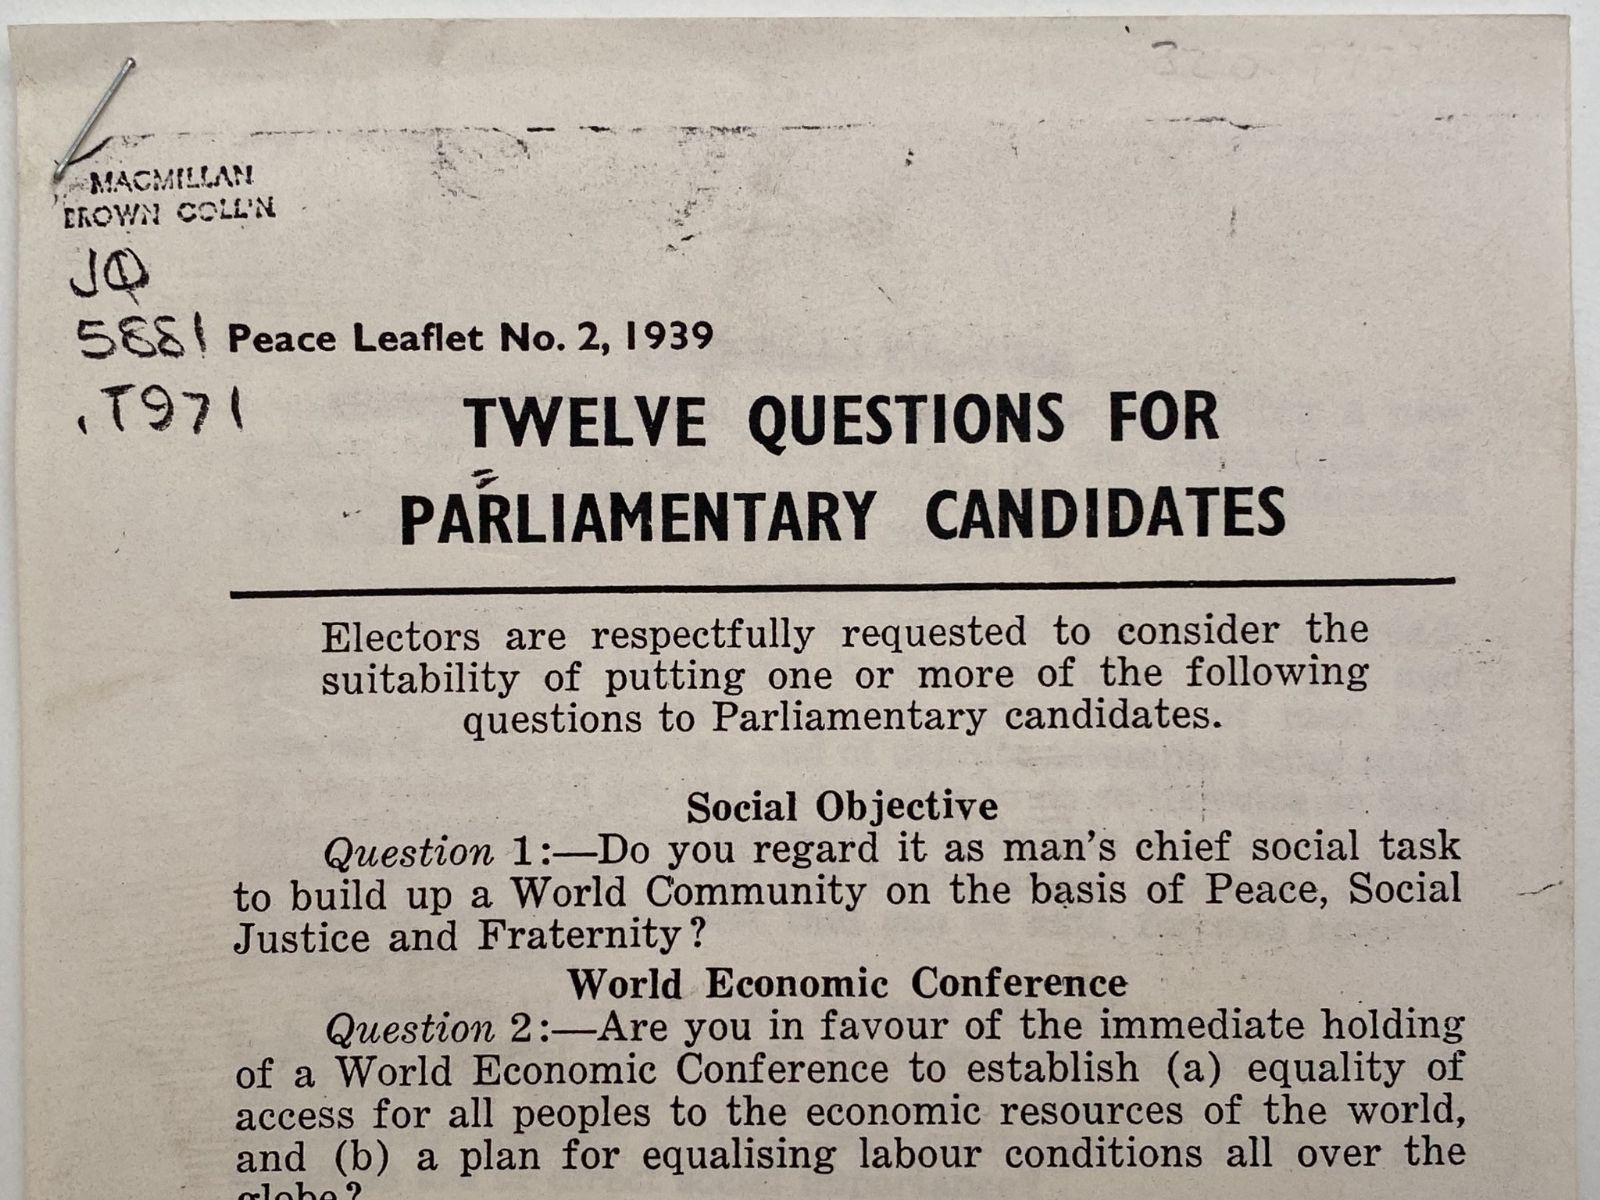 MACMILLAN
BROWN COLL'N
JQ
5881
.T971
Peace Leaflet No. 2, 1939
TWELVE QUESTIONS FOR
PARLIAMENTARY CANDIDATES
Electors are respectfully requested to consider the
suitability of putting one or more of the following
questions to Parliamentary candidates.
Social Objective
Question 1:—Do you regard it as man's chief social task
to build up a World Community on the basis of Peace, Social
Justice and Fraternity?
World Economic Conference
Question 2:—Are you in favour of the immediate holding
of a World Economic Conference to establish (a) equality of
access for all peoples to the economic resources of the world,
and (b) a plan for equalising labour conditions all over the
globe?